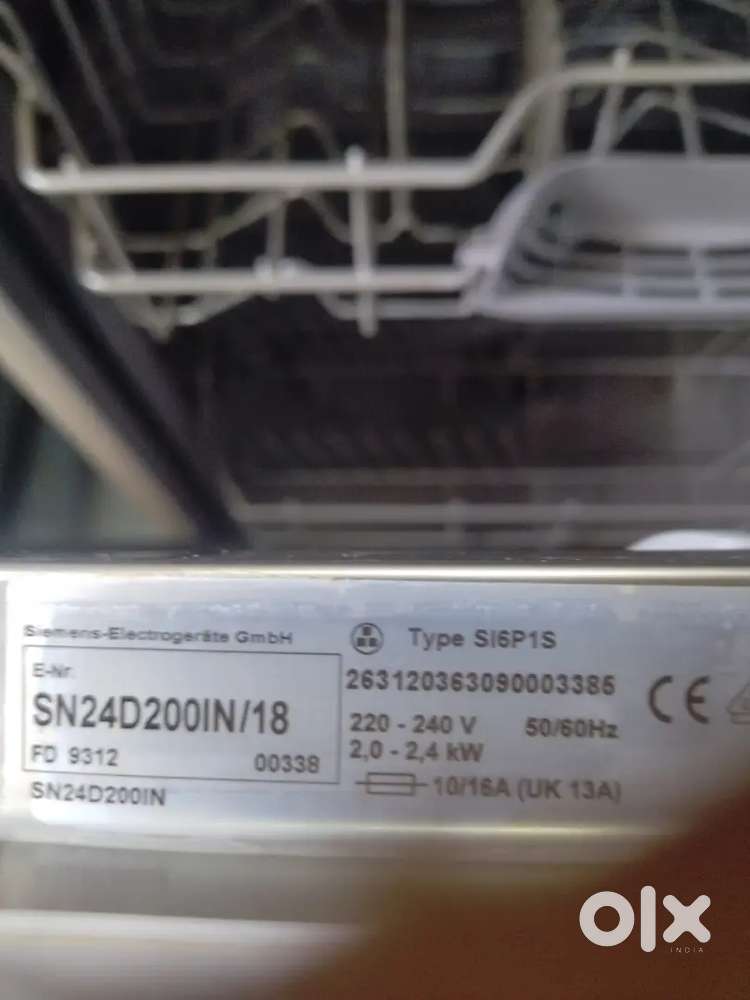 Siemens-Electrogeräte GmbH
Type SI6P1S
E-Nr.
SN24D200IN/18
FD 9312 00338
SN24D200IN
263120363090003385
220 - 240 V 50/60Hz
2,0 - 2,4 kW
10/16A (UK 13A)
CE
olx
INDIA